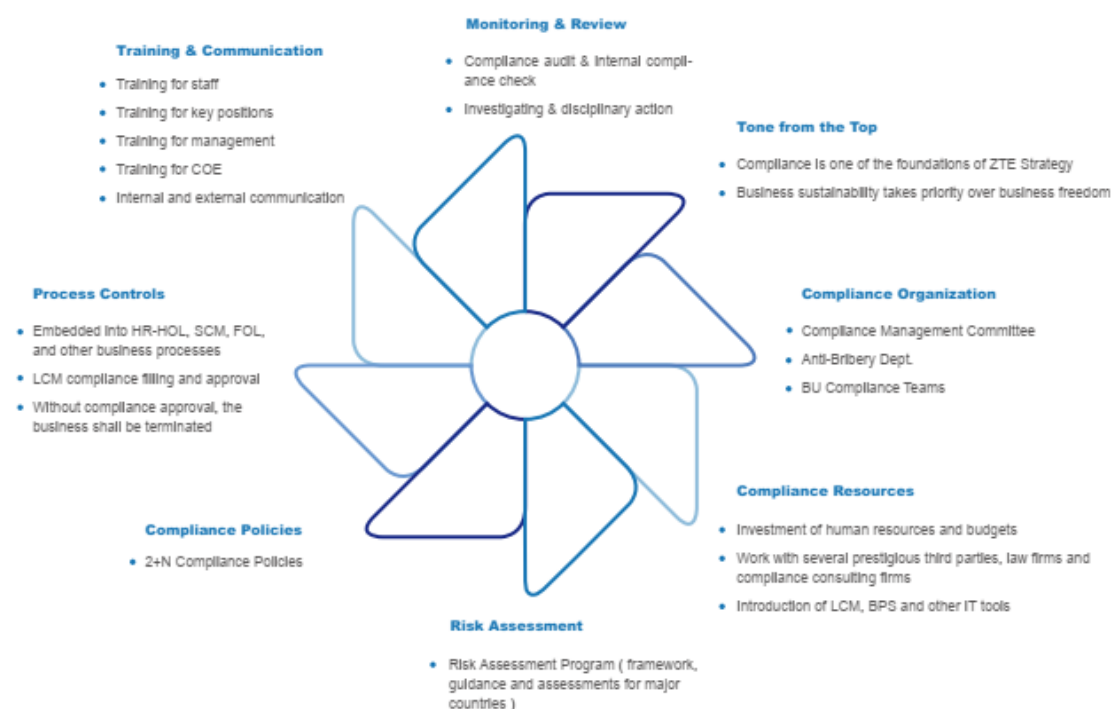 Monitoring & Review
• Compliance audit & Internal compli-
ance check
• Investigating & disciplinary action
Training & Communication
• Training for staff
• Training for key positions
• Training for management
• Training for COE
• Internal and external communication
Tone from the Top
• Compliance is one of the foundations of ZTE Strategy
• Business sustainability takes priority over business freedom
Process Controls
• Embedded into HR-HOL, SCM, FOL,
and other business processes
• LCM compliance filling and approval
• Without compliance approval, the
business shall be terminated
Compliance Organization
• Compliance Management Committee
• Anti-Bribery Dept.
• BU Compliance Teams
Compliance Resources
• Investment of human resources and budgets
• Work with several prestigious third parties, law firms and
compliance consulting firms
• Introduction of LCM, BPS and other IT tools
Compliance Policies
• 2+N Compliance Policies
Risk Assessment
• Risk Assessment Program ( framework,
guidance and assessments for major
countries )